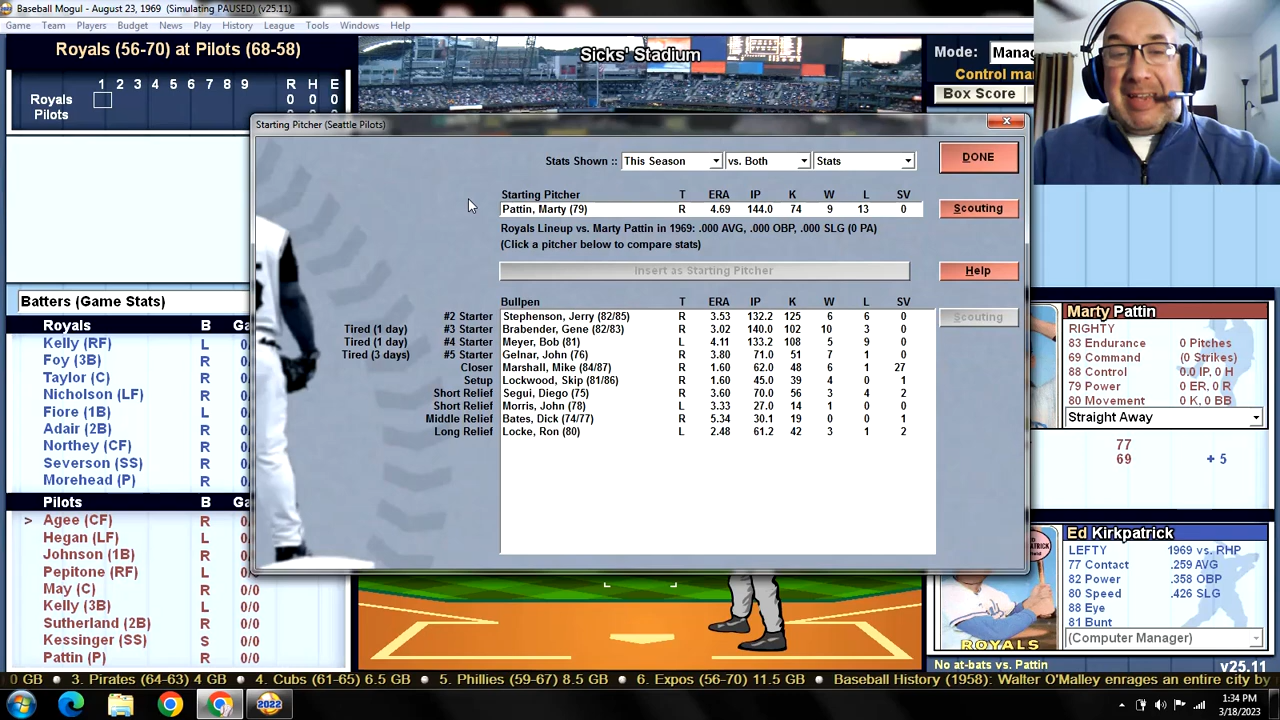 Baseball Mogul - August 23, 1969 (Simulating PAUSED) (v25.11)
Game Team Players Budget News Play History League Tools Windows Help
Royals (56-70) at Pilots (68-58)
1 2 3 4 5 6 7 8 9 R H E
Royals 0 0 0
Pilots 0 0 0
Sicks' Stadium
Mode:
Box Score
Starting Pitcher (Seattle Pilots)
Stats Shown :: This Season vs. Both Stats
DONE
Starting Pitcher T ERA IP K W L SV
Pattin, Marty (79) R 4.69 144.0 74 9 13 0
Scouting
Royals Lineup vs. Marty Pattin in 1969: .000 AVG, .000 OBP, .000 SLG (0 PA)
(Click a pitcher below to compare stats)
Insert as Starting Pitcher
Help
Bullpen T ERA IP K W L SV
#2 Starter Stephenson, Jerry (82/85) R 3.53 132.2 125 6 6 0
Scouting
Tired (1 day) #3 Starter Brabender, Gene (82/83) R 3.02 140.0 102 10 3 0
Tired (1 day) #4 Starter Meyer, Bob (81) L 4.11 133.2 108 5 9 0
Tired (3 days) #5 Starter Gelnar, John (76) R 3.80 71.0 51 7 1 0
Closer Marshall, Mike (84/87) R 1.60 62.0 48 6 1 27
Setup Lockwood, Skip (81/86) R 1.60 45.0 39 4 0 1
Short Relief Segui, Diego (75) R 3.60 70.0 56 3 4 2
Short Relief Morris, John (78) L 3.33 27.0 14 1 0 0
Middle Relief Bates, Dick (74/77) R 5.34 30.1 19 0 0 1
Long Relief Locke, Ron (80) L 2.48 61.2 42 3 1 2
Batters (Game Stats)
Royals B
Kelly (RF) R
Foy (3B) R
Taylor (C) R
Nicholson (LF) R
Fiore (1B) L
Adair (2B) R
Northey (CF) R
Severson (SS) R
Morehead (P) R
Pilots B
> Agee (CF) R 0/0
Hegan (LF) L 0/0
Johnson (1B) R 0/0
Pepitone (RF) L 0/0
May (C) R 0/0
Kelly (3B) L 0/0
Sutherland (2B) R 0/0
Kessinger (SS) S 0/0
Pattin (P) R 0/0
Marty Pattin
RIGHTY
83 Endurance 0 Pitches
69 Command (0 Strikes)
88 Control 0.0 IP, 0 H
79 Power 0 ER, 0 R
80 Movement 0 K, 0 BB
Straight Away
77
69 + 5
Ed Kirkpatrick
LEFTY 1969 vs. RHP
77 Contact .259 AVG
82 Power .358 OBP
80 Speed .426 SLG
88 Eye
81 Bunt
(Computer Manager)
ROYALS
No at-bats vs. Pattin v25.11
0 GB • 3. Pirates (64-63) 4 GB • 4. Cubs (61-65) 6.5 GB • 5. Phillies (59-67) 8.5 GB • 6. Expos (56-70) 11.5 GB • Baseball History (1958): Walter O'Malley enrages an entire city by
2022
1:34 PM
3/18/2023